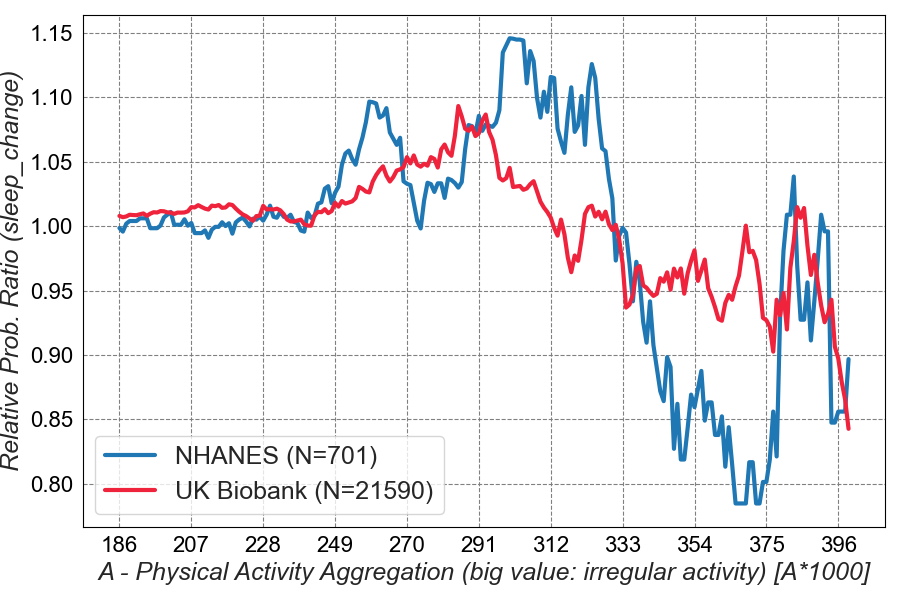 Relative Prob. Ratio (sleep_change)
1.15
1.10
1.05
1.00
0.95
0.90
0.85
0.80
NHANES (N=701)
UK Biobank (N=21590)
186 207 228 249 270 291 312 333 354 375 396
A - Physical Activity Aggregation (big value: irregular activity) [A*1000]